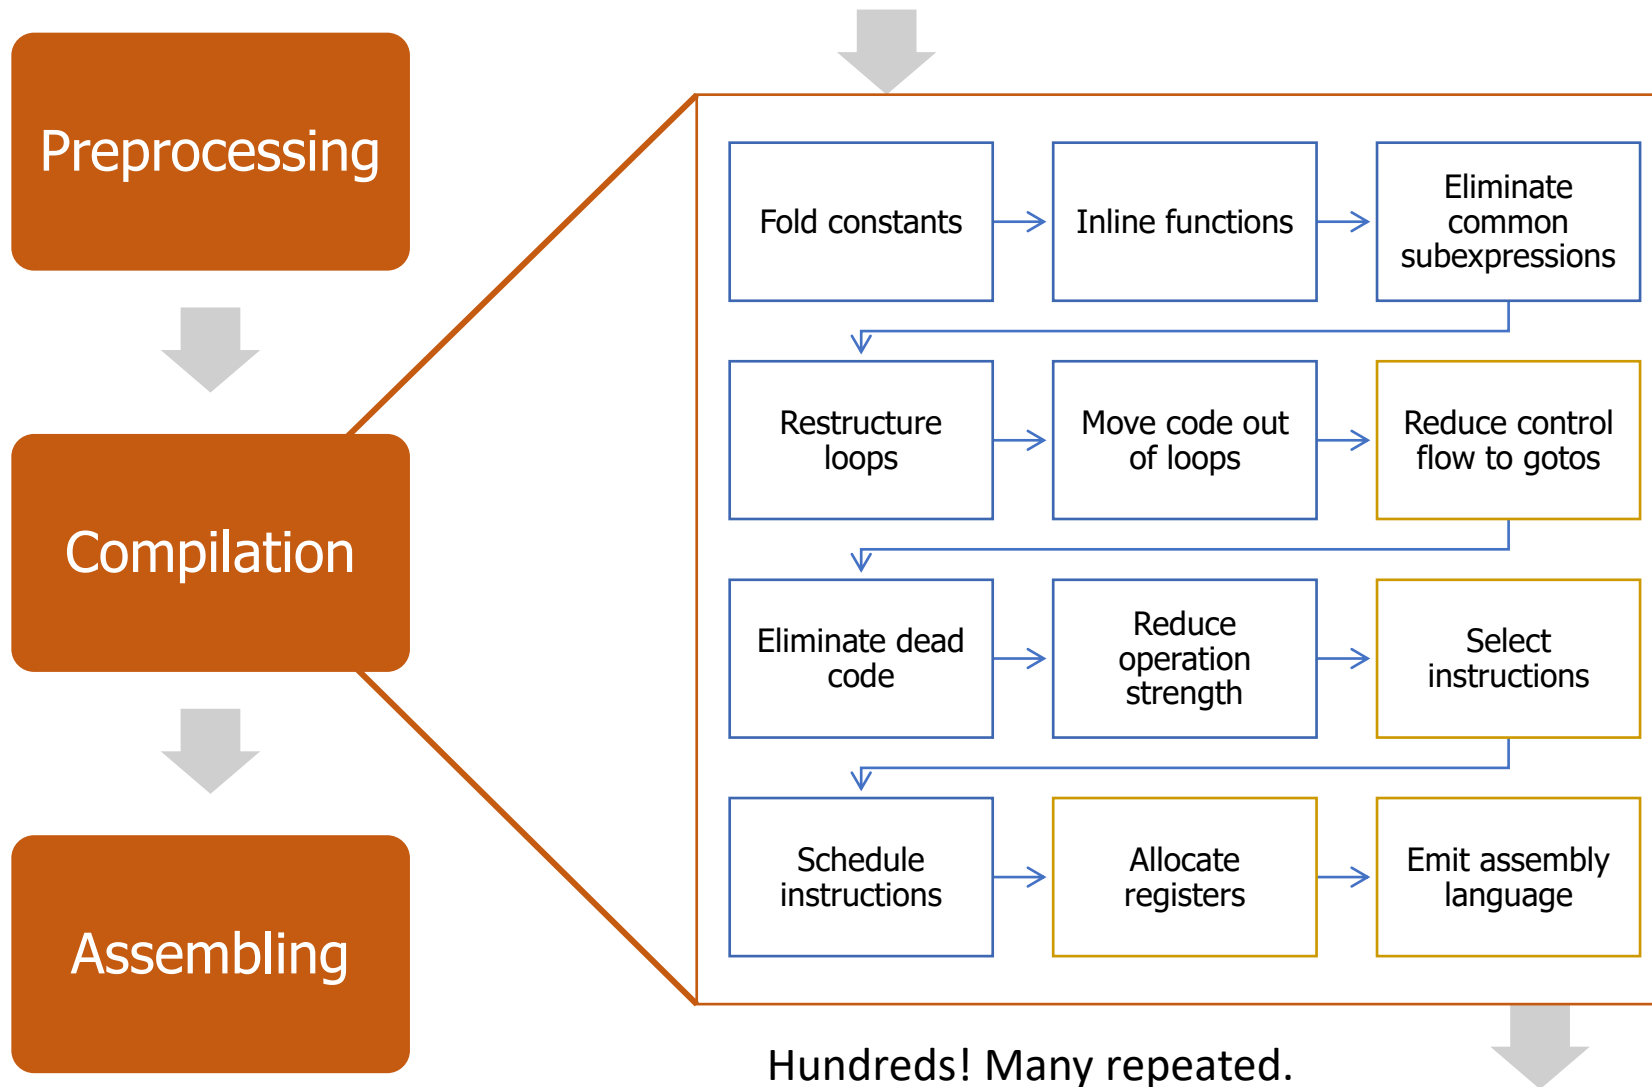 Preprocessing
Compilation
Assembling
Fold constants
Inline functions
Eliminate
common
subexpressions
Restructure
loops
Move code out
of loops
Reduce control
flow to gotos
Eliminate dead
code
Reduce
operation
strength
Select
instructions
Schedule
instructions
Allocate
registers
Emit assembly
language
Hundreds! Many repeated.